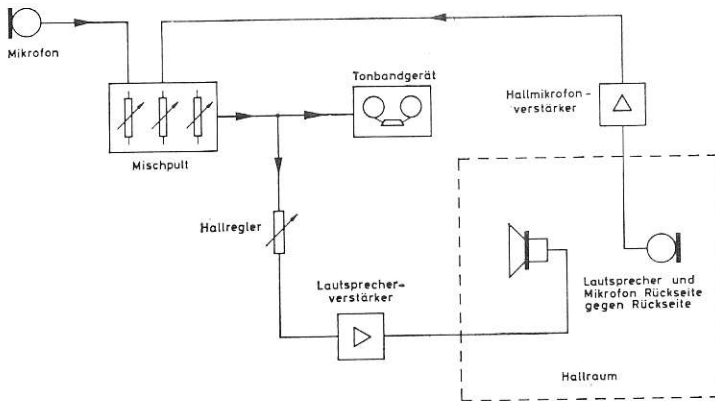 Mikrofon
Mischpult
Tonbandgerät
Hallmikrofon-
verstärker
Hallregler
Lautsprecher-
verstärker
Lautsprecher und
Mikrofon Rückseite
gegen Rückseite
Hallraum